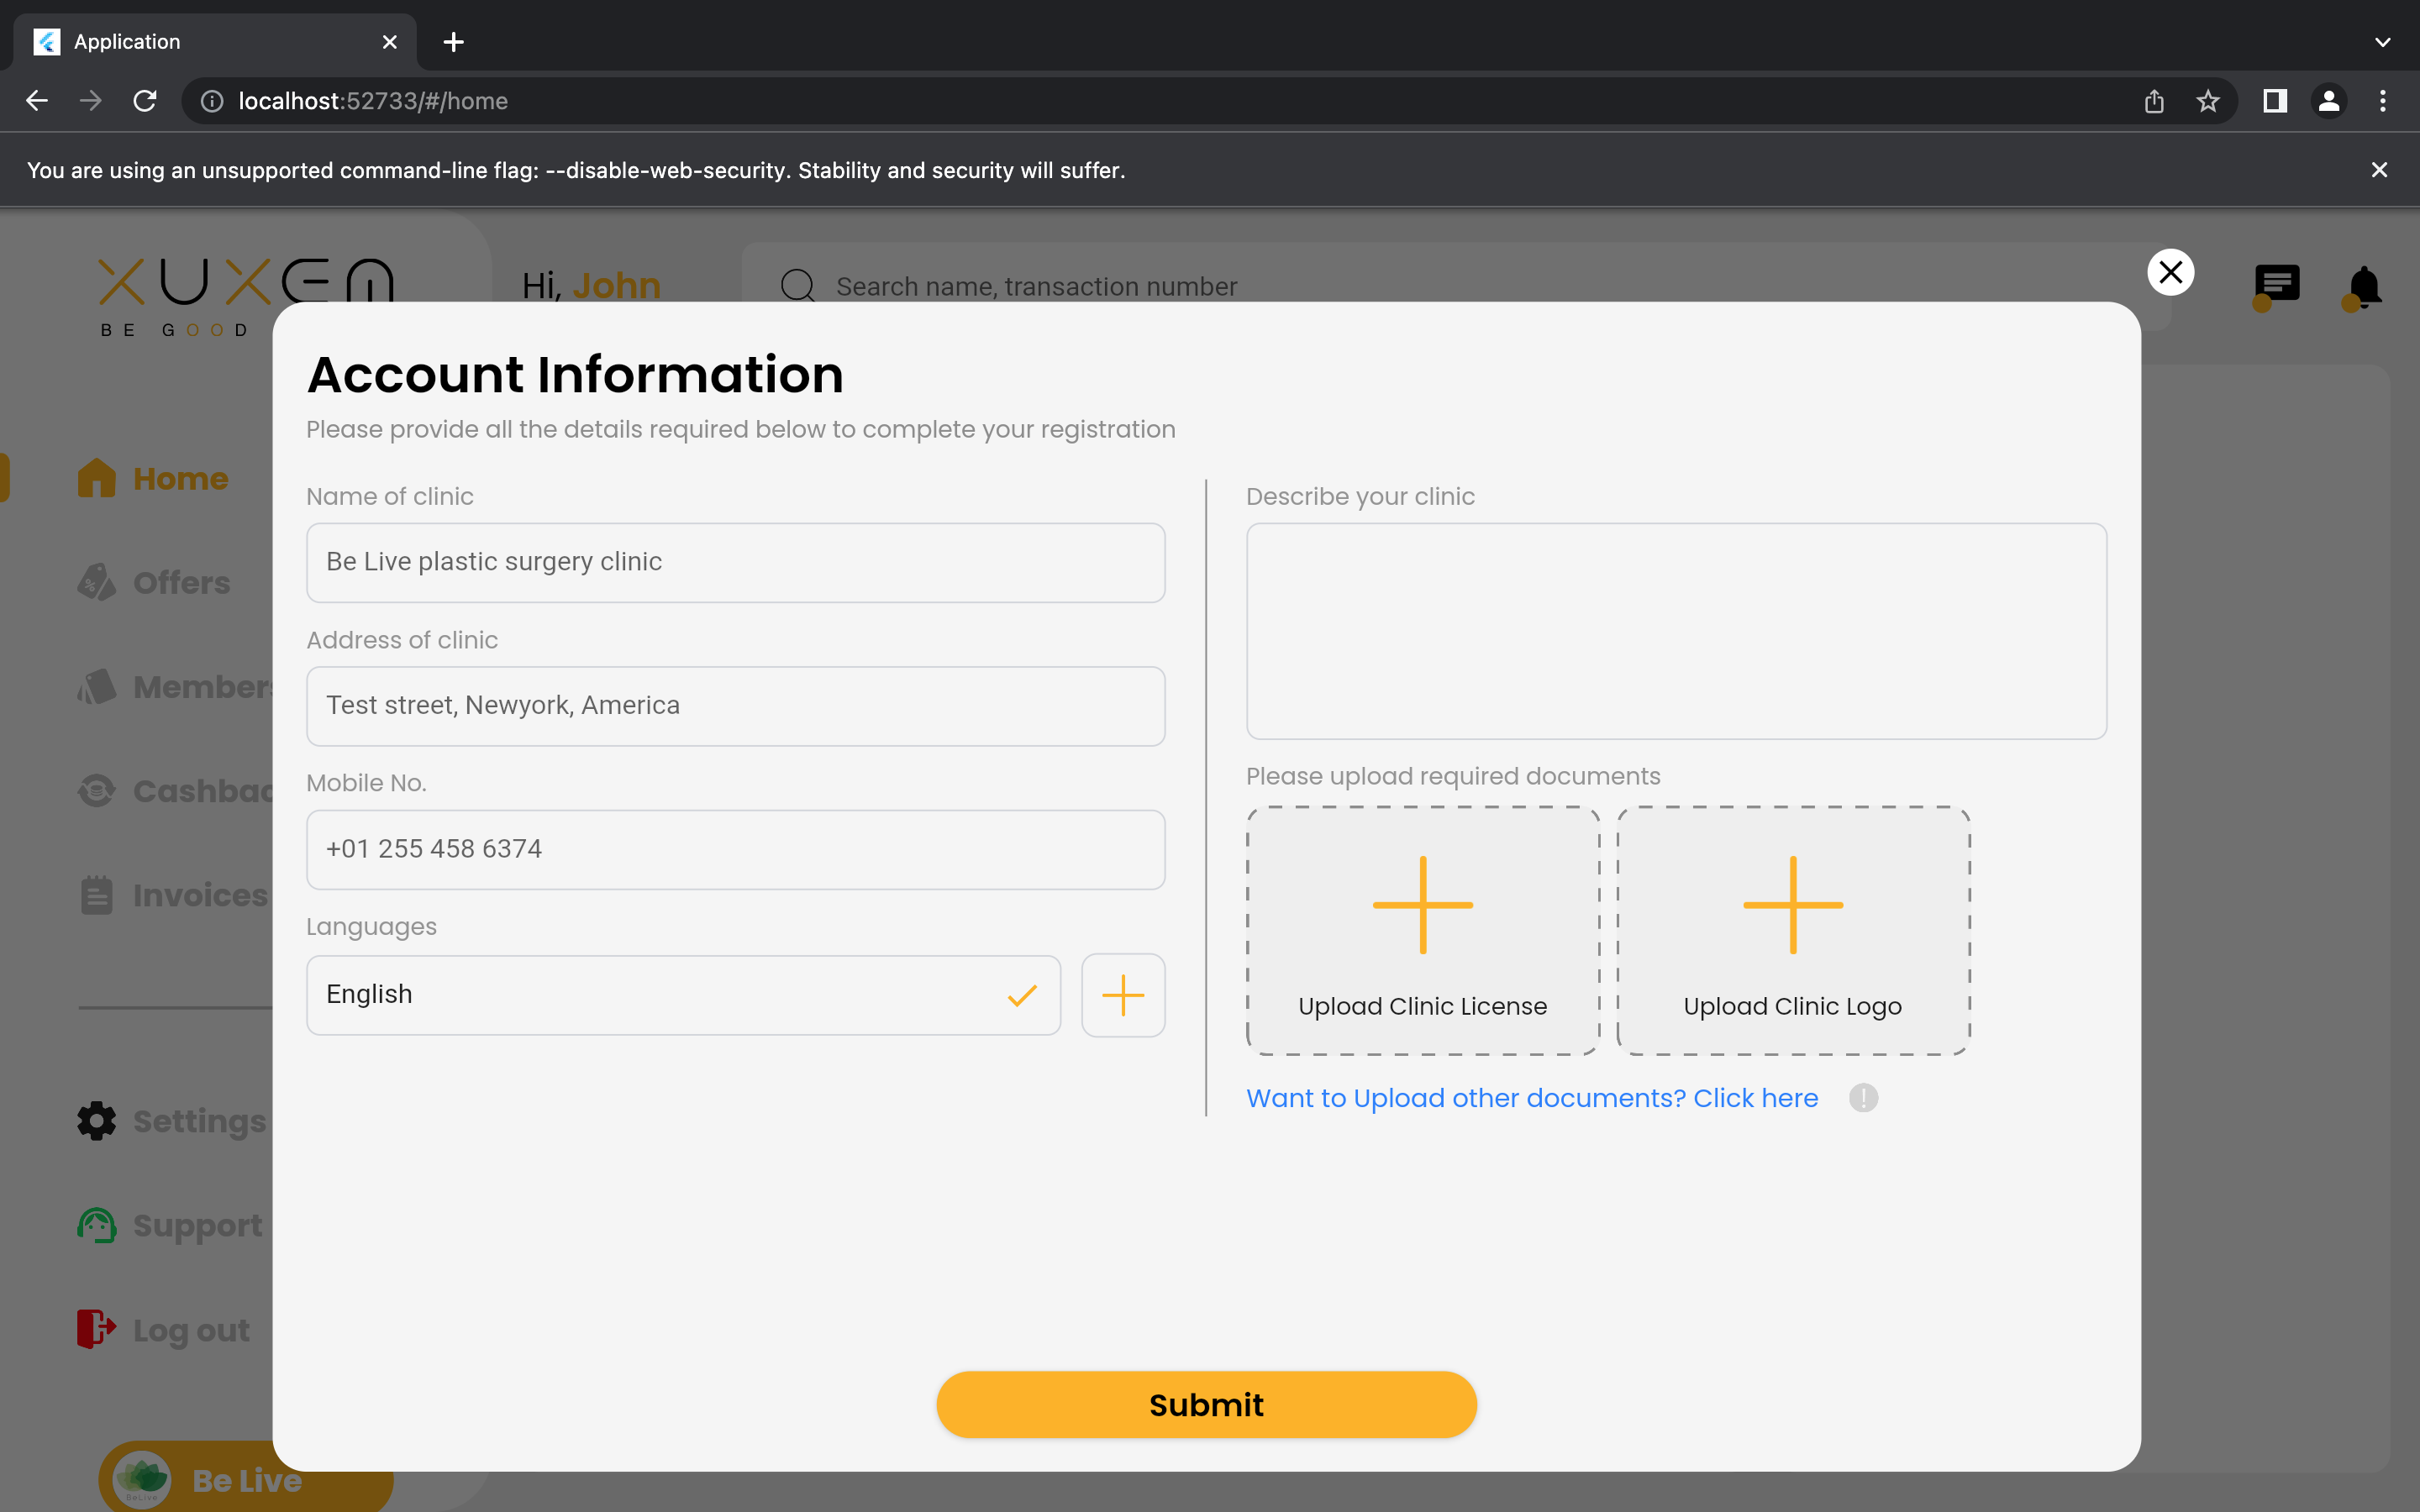 Application
localhost:52733/#/home
You are using an unsupported command-line flag: --disable-web-security. Stability and security will suffer.
XUXEN
BE GOOD
Hi, John
Search name, transaction number
Account Information
Please provide all the details required below to complete your registration
Home
Offers
Members
Cashbac
Invoices
Settings
Support
Log out
BeLive
Be Live
Name of clinic
Be Live plastic surgery clinic
Address of clinic
Test street, Newyork, America
Mobile No.
+01 255 458 6374
Languages
English
Describe your clinic
Please upload required documents
Upload Clinic License
Upload Clinic Logo
Want to Upload other documents? Click here
Submit